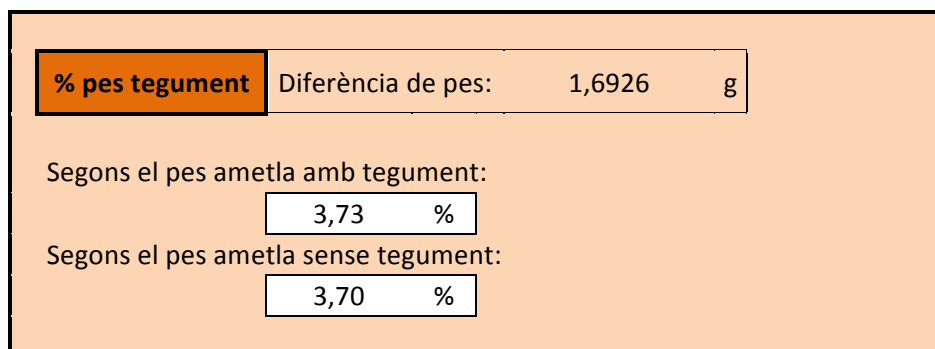 % pes tegument Diferència de pes: 1,6926 g
Segons el pes ametla amb tegument:
3,73 %
Segons el pes ametla sense tegument:
3,70 %